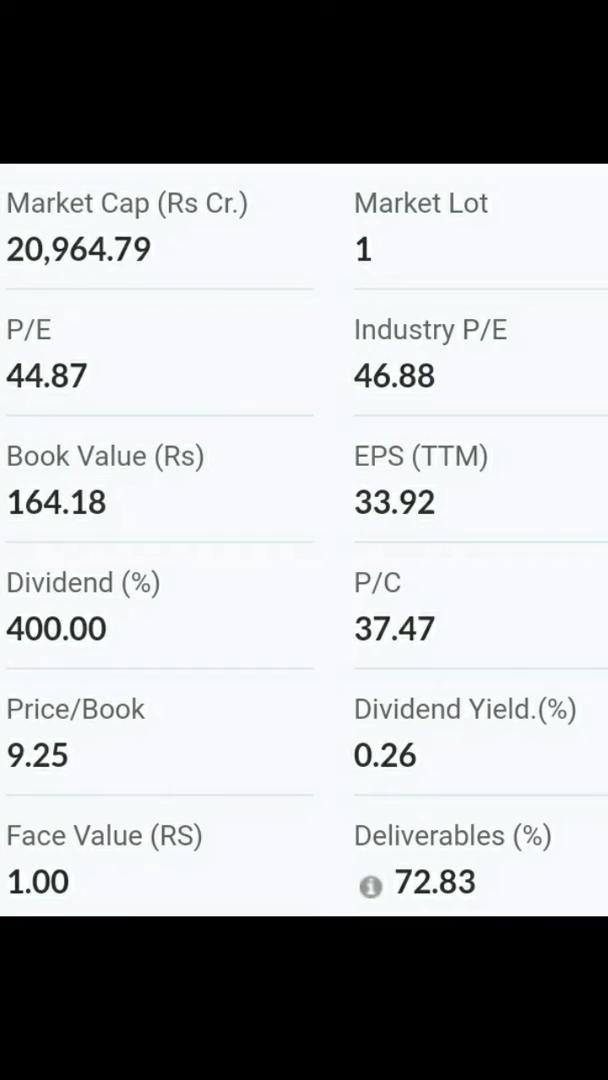 Market Cap (Rs Cr.) Market Lot
20,964.79 1
P/E Industry P/E
44.87 46.88
Book Value (Rs) EPS (TTM)
164.18 33.92
Dividend (%) P/C
400.00 37.47
Price/Book Dividend Yield.(%)
9.25 0.26
Face Value (RS) Deliverables (%)
1.00 i 72.83